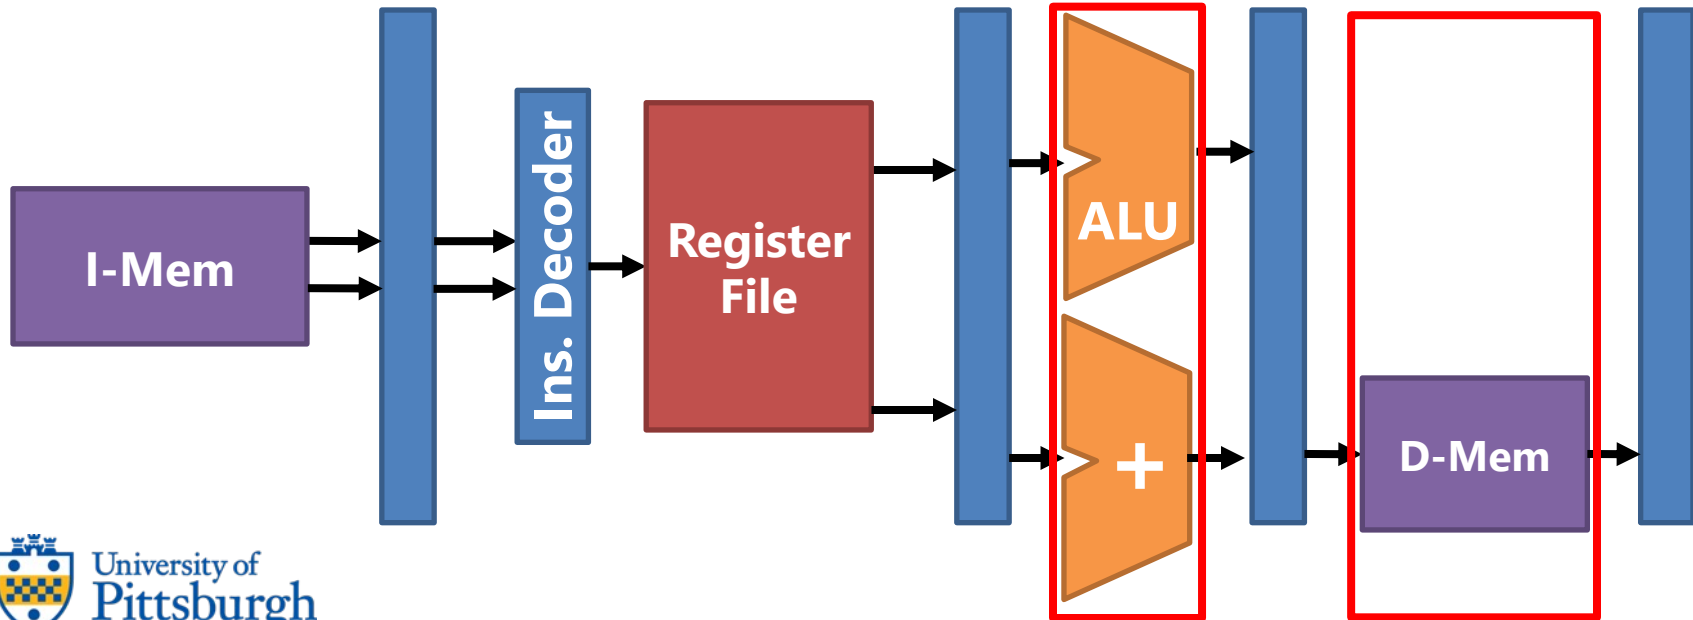 I-Mem
Ins. Decoder
Register
File
ALU
+
D-Mem
University of
Pittsburgh